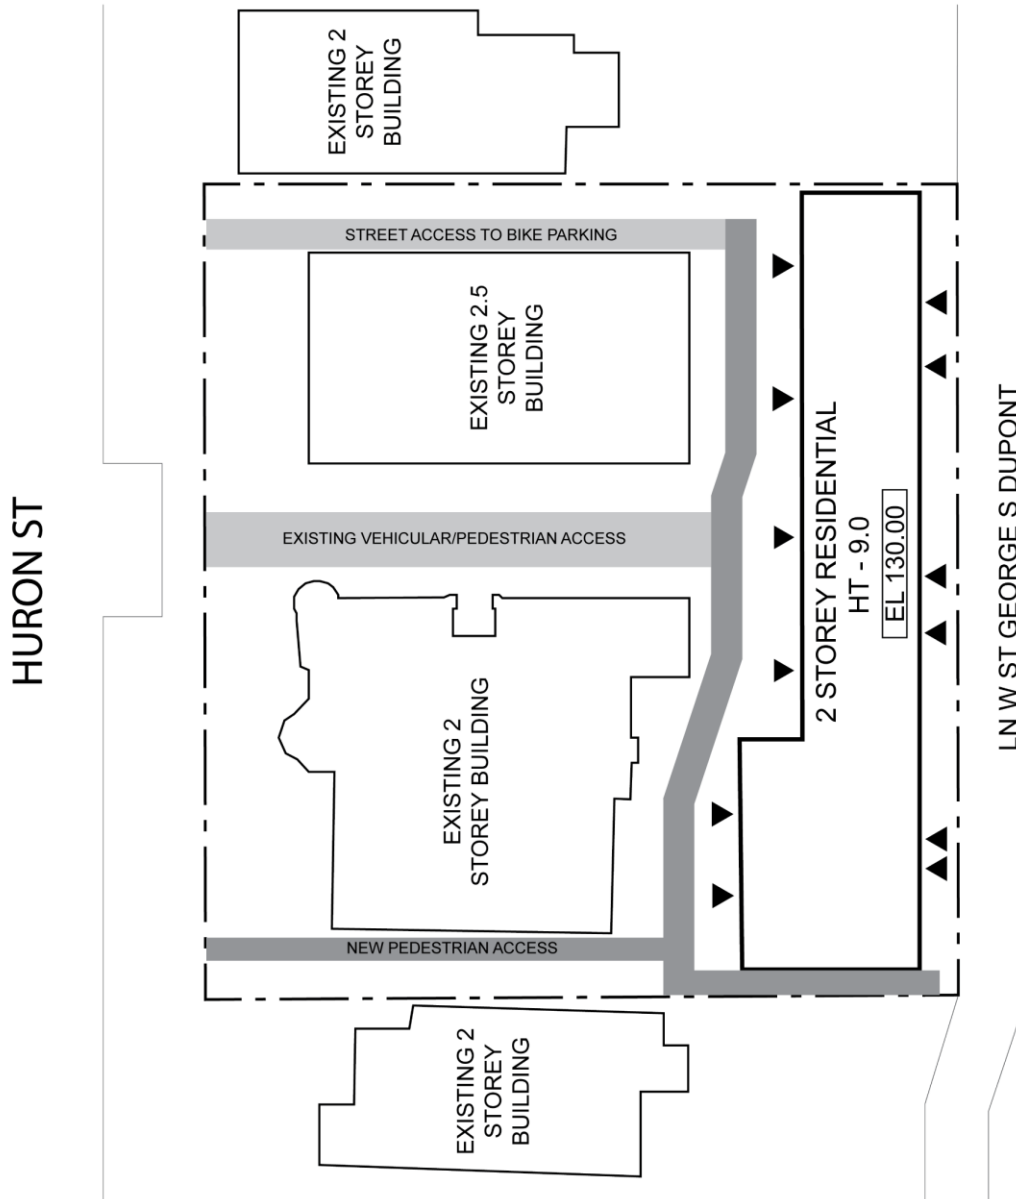 EXISTING 2
STOREY
BUILDING
STREET ACCESS TO BIKE PARKING
EXISTING 2.5
STOREY
BUILDING
HURON ST
EXISTING VEHICULAR/PEDESTRIAN ACCESS
2 STOREY RESIDENTIAL
HT - 9.0
EL 130.00
LN W ST GEORGE S DUPONT
EXISTING 2
STOREY BUILDING
NEW PEDESTRIAN ACCESS
EXISTING 2
STOREY
BUILDING